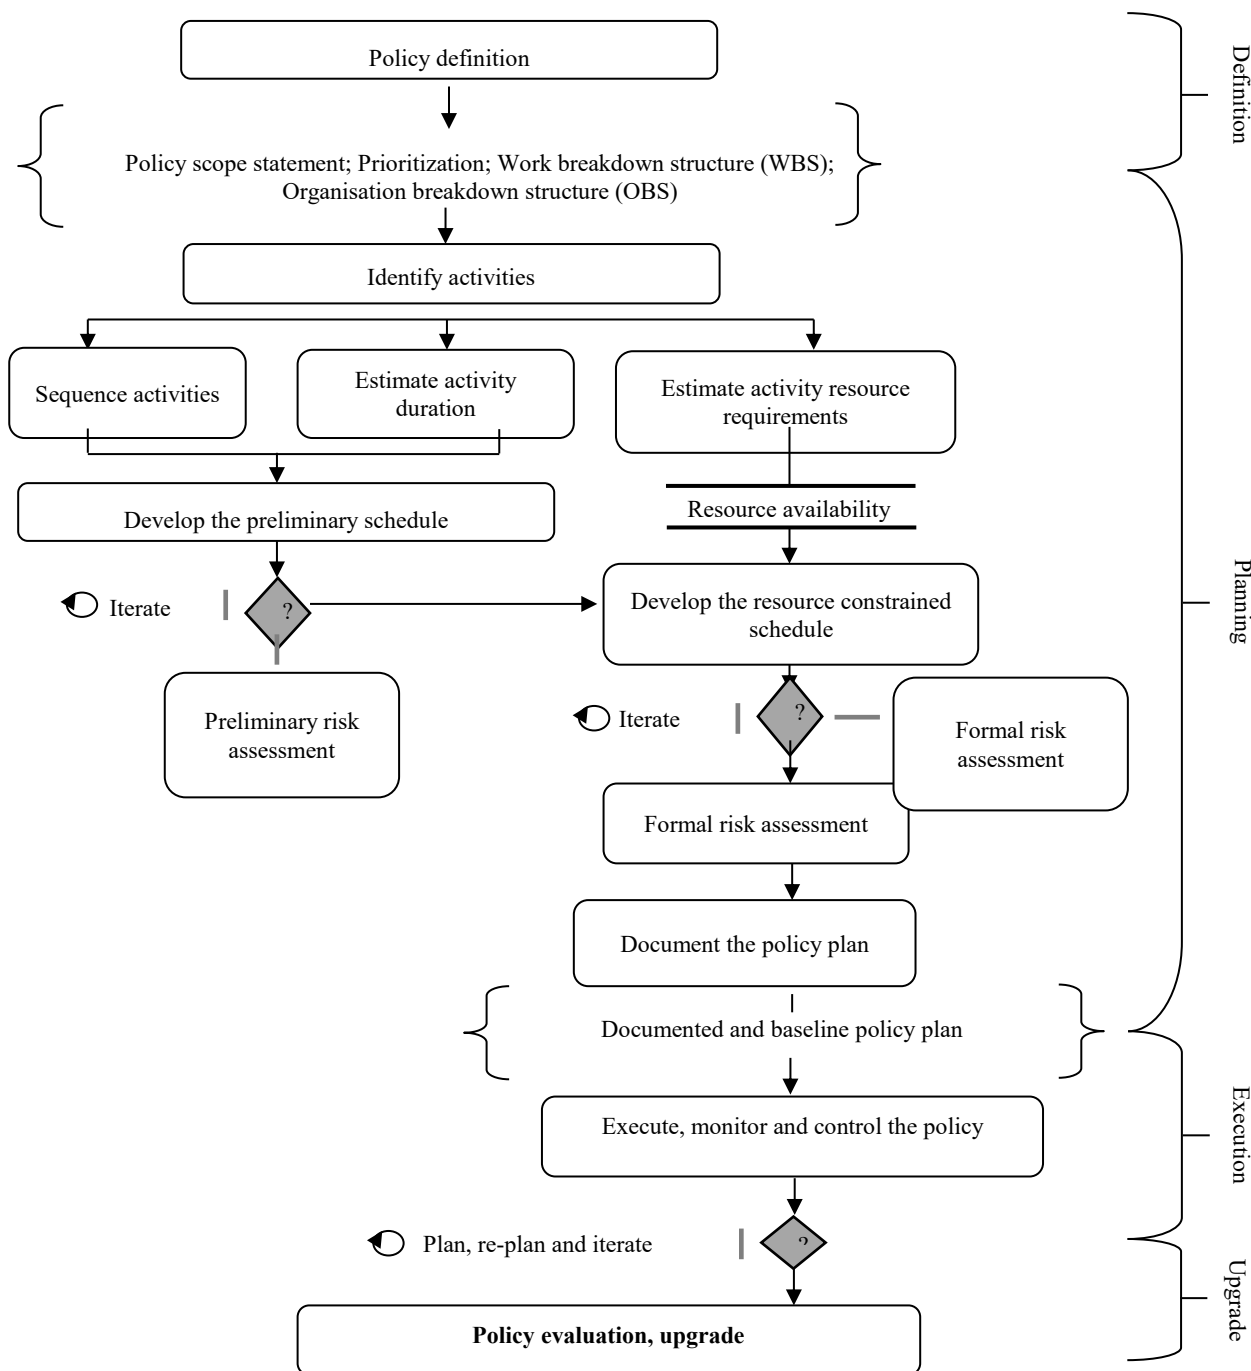 Policy definition
Definition
Policy scope statement; Prioritization; Work breakdown structure (WBS);
Organisation breakdown structure (OBS)
Identify activities
Sequence activities
Estimate activity
duration
Estimate activity resource
requirements
Develop the preliminary schedule
Resource availability
Iterate
?
Develop the resource constrained
schedule
Planning
Preliminary risk
assessment
Iterate
?
Formal risk
assessment
Formal risk assessment
Document the policy plan
Documented and baseline policy plan
Execute, monitor and control the policy
Execution
Plan, re-plan and iterate
?
Upgrade
Policy evaluation, upgrade